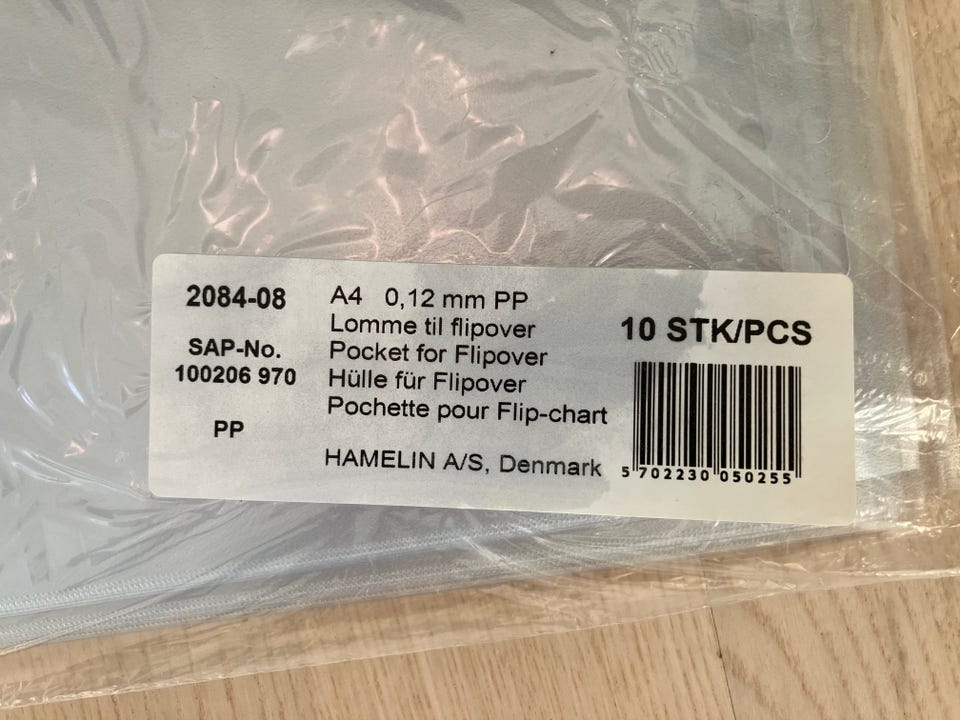 2084-08
SAP-No.
100206 970
PP
A4 0,12 mm PP
Lomme til flipover
Pocket for Flipover
Hülle für Flipover
Pochette pour Flip-chart
HAMELIN A/S, Denmark
10 STK/PCS
5 702230 050255